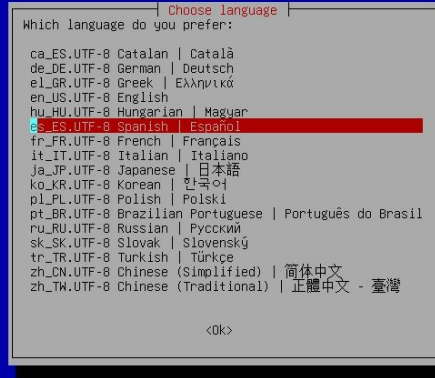 Choose language
Which language do you prefer:
ca_ES.UTF-8 Catalan | Català
de_DE.UTF-8 German | Deutsch
el_GR.UTF-8 Greek | Ελληνικά
en_US.UTF-8 English
hu_HU.UTF-8 Hungarian | Magyar
es_ES.UTF-8 Spanish | Español
fr_FR.UTF-8 French | Français
it_IT.UTF-8 Italian | Italiano
ja_JP.UTF-8 Japanese | 日本語
ko_KR.UTF-8 Korean | 한국어
pl_PL.UTF-8 Polish | Polski
pt_BR.UTF-8 Brazilian Portuguese | Português do Brasil
ru_RU.UTF-8 Russian | Русский
sk_SK.UTF-8 Slovak | Slovenský
tr_TR.UTF-8 Turkish | Türkçe
zh_CN.UTF-8 Chinese (Simplified) | 简体中文
zh_TW.UTF-8 Chinese (Traditional) | 正體中文 - 臺灣
<Ok>